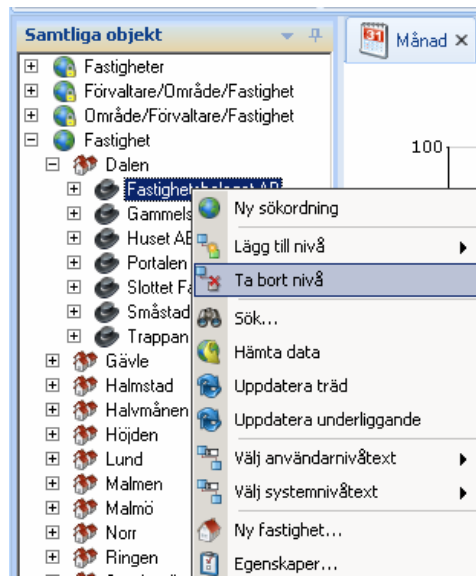 Samtliga objekt
Månad
Fastigheter
Förvaltare/Område/Fastighet
Område/Förvaltare/Fastighet
Fastighet
100
Dalen
Ny sökordning
Huset AB
Lägg till nivå
Portalen
Ta bort nivå
Slottet
Sök...
Trappan
Hämta data
Gävle
Halmstad
Uppdatera träd
Halvmånen
Uppdatera underliggande
Höjden
Lund
Välj användarnivåtext
Malmen
Välj systemnivåtext
Malmö
Norr
Ny fastighet...
Ringen
Egenskaper...